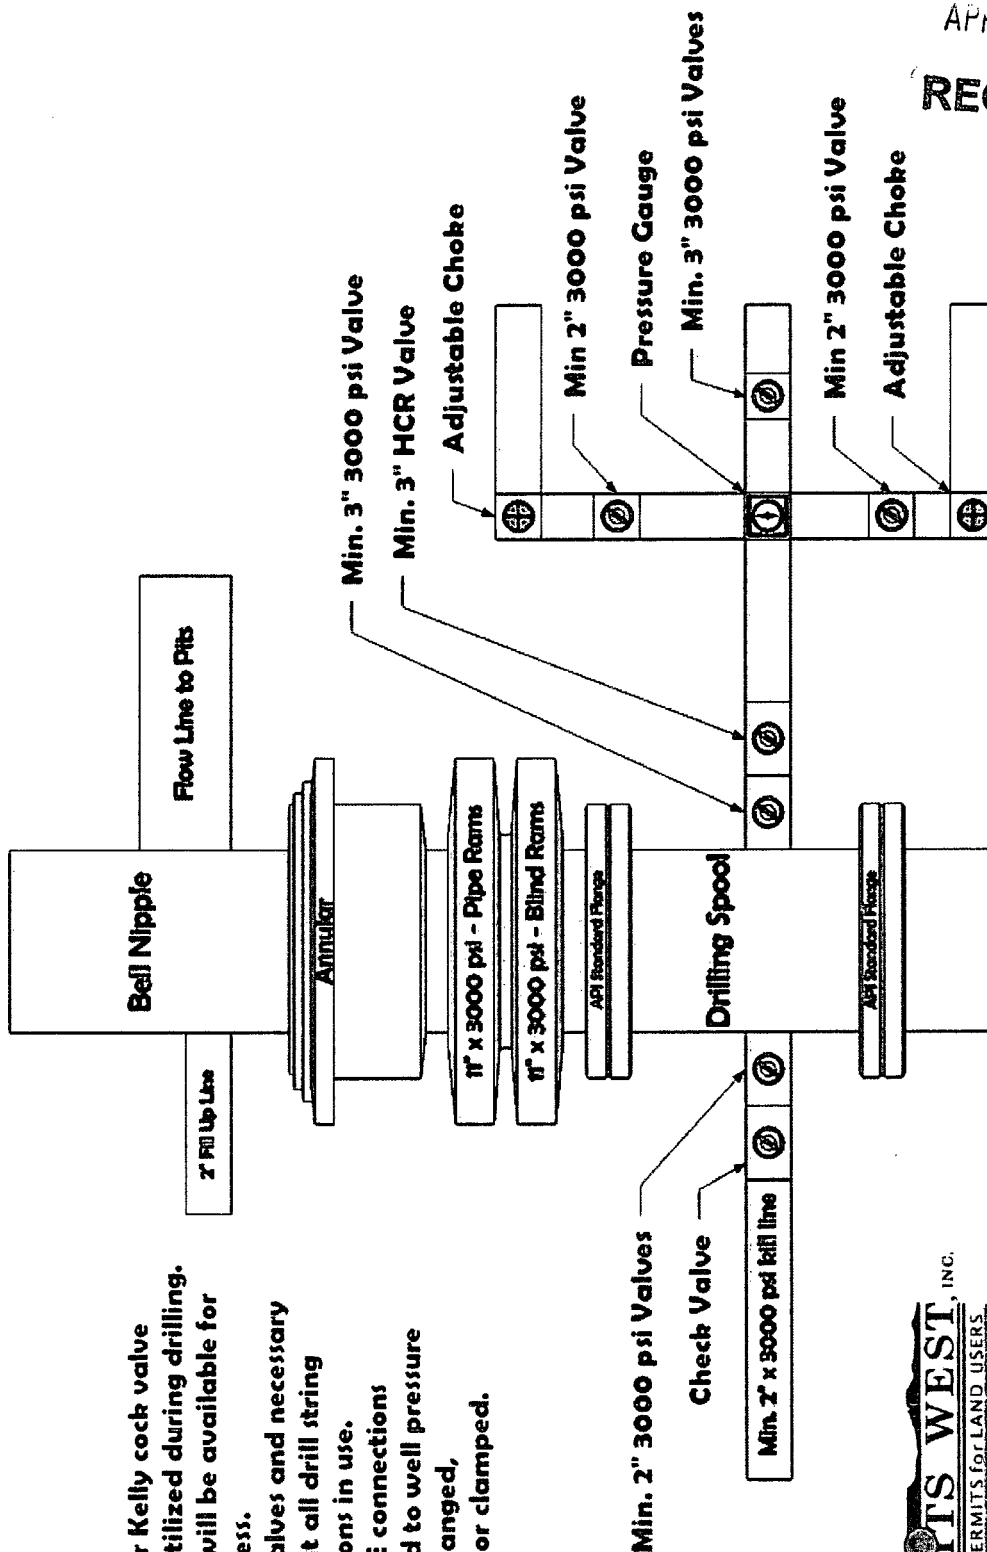 r Kelly cock valve
tilized during drilling.
will be available for
ess.
alves and necessary
t all drill string
ons in use.
connections
d to well pressure
anged,
or clamped.
Bell Nipple
Flow Line to Pits
2" Fill Up Line
Annular
11" x 3000 psi - Pipe Rams
11" x 3000 psi - Blind Rams
API Standard Flange
Drilling Spool
API Standard Flange
Min. 3" 3000 psi Valve
Min. 3" HCR Valve
Adjustable Choke
Min 2" 3000 psi Valve
Pressure Gauge
Min. 3" 3000 psi Valves
Min 2" 3000 psi Valve
Adjustable Choke
Min. 2" 3000 psi Valves
Check Valve
Min. 2" x 3000 psi kill line
TS WEST, INC.
ERMITS for LAND USERS
REC